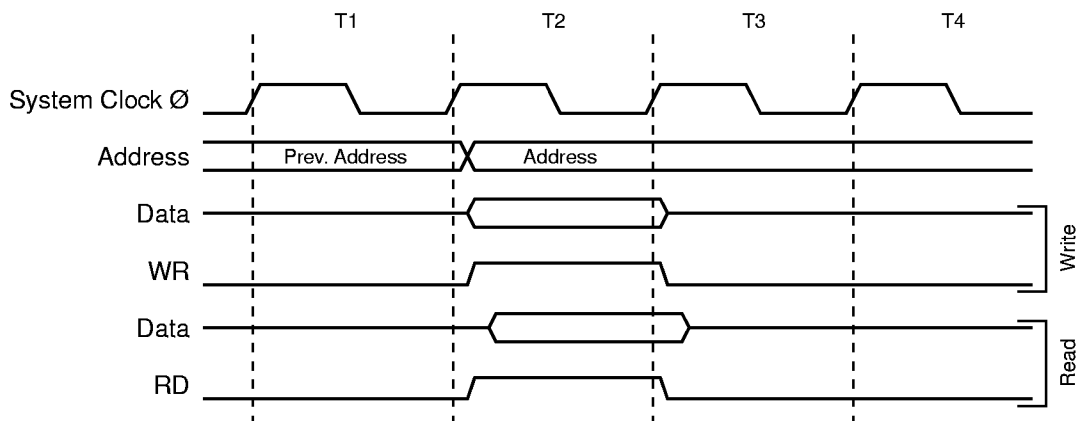 T1 T2 T3 T4
System Clock Ø
Address Prev. Address Address
Data
WR
Write
Data
RD
Read